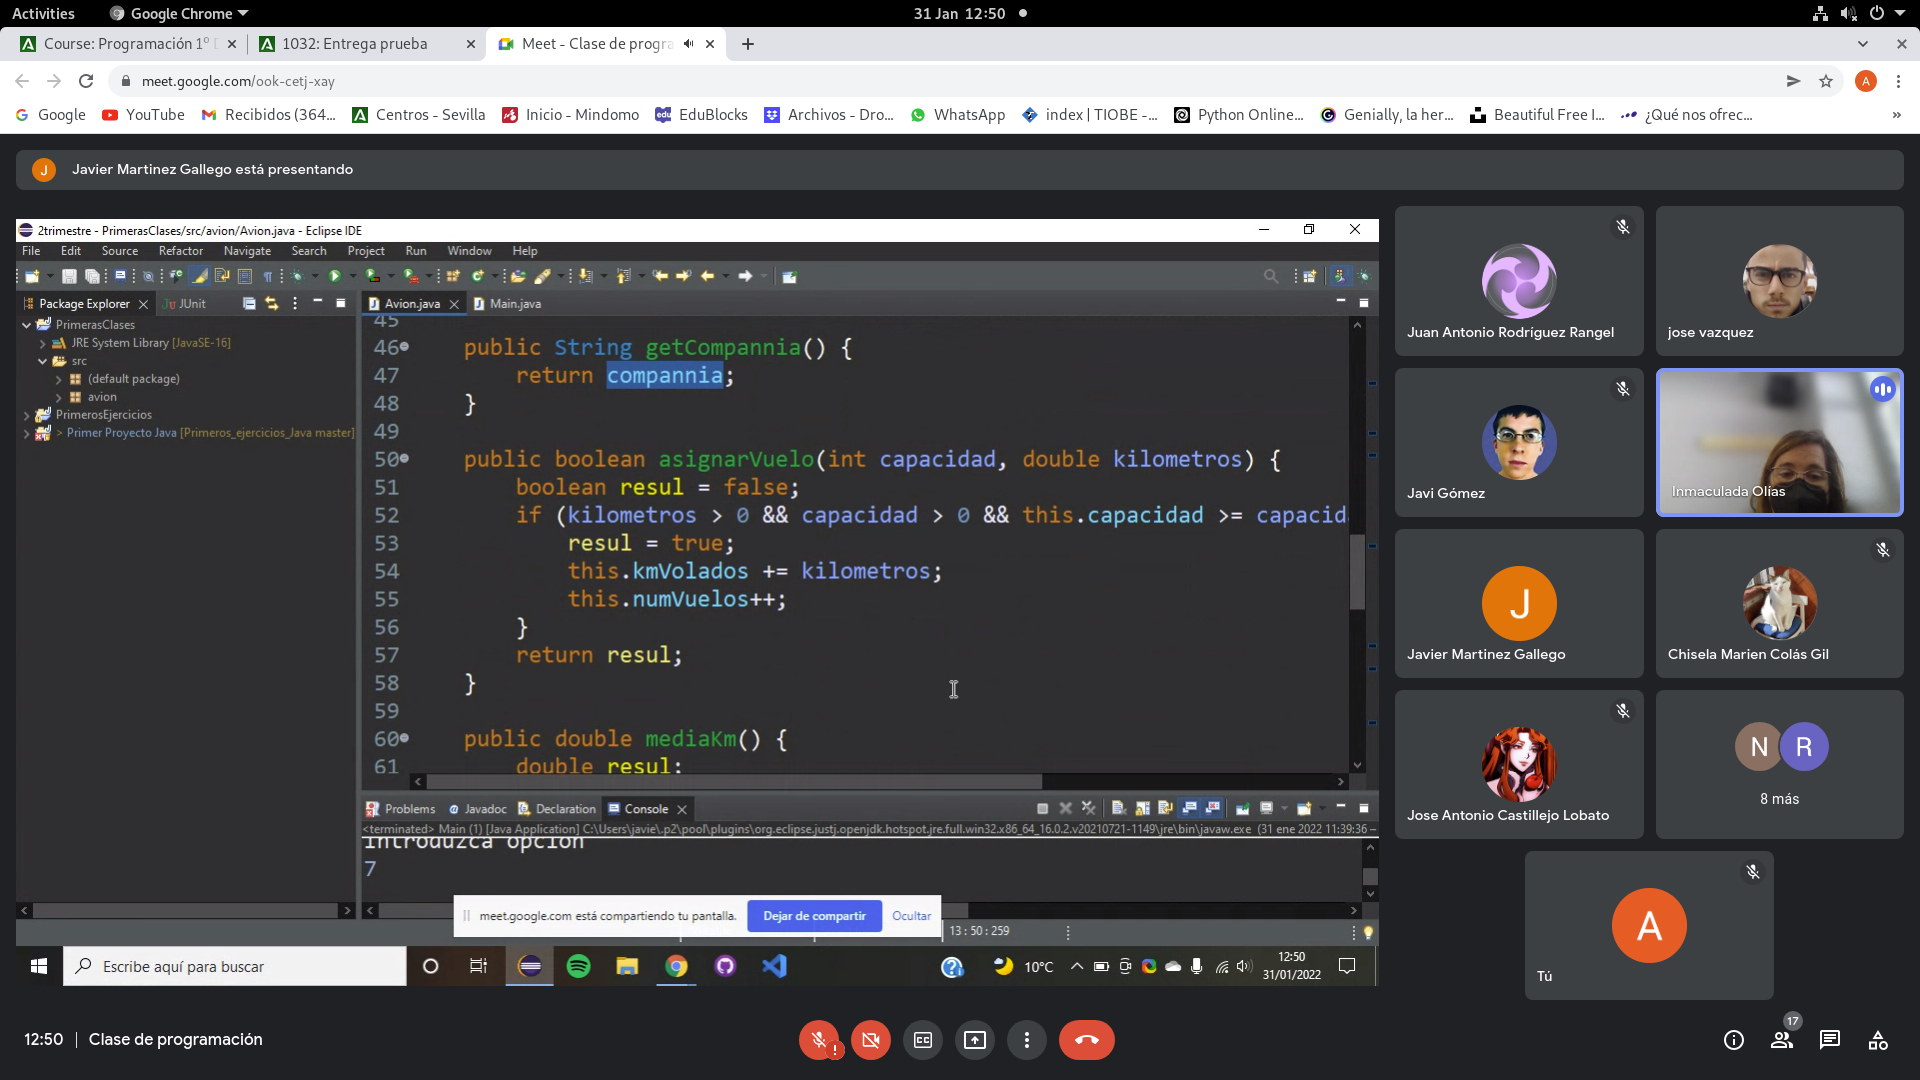 Activities
Google Chrome
31 Jan 12:50
Course: Programación 1º
1032: Entrega prueba
Meet - Clase de progra
meet.google.com/ook-cetj-xay
A
Google
YouTube
Recibidos (364...
Centros - Sevilla
Inicio - Mindomo
EduBlocks
Archivos - Dro...
WhatsApp
index | TIOBE -...
Python Online...
Genially, la her...
Beautiful Free I...
¿Qué nos ofrec...
»
J
Javier Martinez Gallego está presentando
2trimestre - PrimerasClases/src/avion/Avion.java - Eclipse IDE
File Edit Source Refactor Navigate Search Project Run Window Help
Package Explorer
JUnit
Avion.java
Main.java
PrimerasClases
JRE System Library [JavaSE-16]
src
(default package)
avion
PrimerosEjercicios
> Primer Proyecto Java [Primeros_ejercicios_Java master]
45
46 public String getCompannia() {
47 return compannia;
48 }
49
50 public boolean asignarVuelo(int capacidad, double kilometros) {
51 boolean resul = false;
52 if (kilometros > 0 && capacidad > 0 && this.capacidad >= capacid
53 resul = true;
54 this.kmVolados += kilometros;
55 this.numVuelos++;
56 }
57 return resul;
58 }
59
60 public double mediaKm() {
61 double resul;
Problems
Javadoc
Declaration
Console
<terminated> Main (1) [Java Application] C:\Users\javie\.p2\pool\plugins\org.eclipse.justj.openjdk.hotspot.jre.full.win32.x86_64_16.0.2.v20210721-1149\jre\bin\javaw.exe (31 ene 2022 11:39:36 –
Introduzca opcion
7
meet.google.com está compartiendo tu pantalla.
Dejar de compartir
Ocultar
13 : 50 : 259
Escribe aquí para buscar
10°C
12:50
31/01/2022
Juan Antonio Rodríguez Rangel
jose vazquez
Javi Gómez
Inmaculada Olías
J
Javier Martinez Gallego
Chisela Marien Colás Gil
Jose Antonio Castillejo Lobato
N
R
8 más
A
Tú
12:50
Clase de programación
17